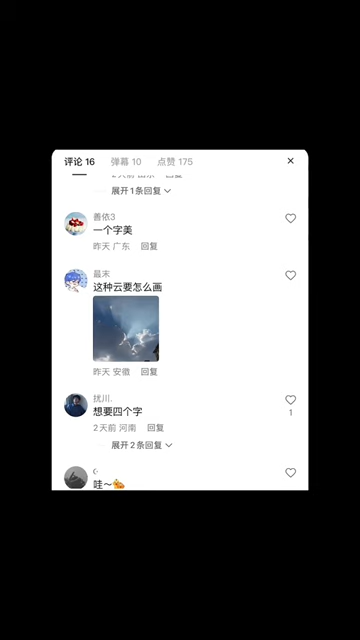 评论 16 弹幕 10 点赞 175
展开1条回复
善依3
一个字美
昨天 广东 回复
最末
这种云要怎么画
昨天 安徽 回复
扰川.
想要四个字
1
2天前 河南 回复
展开2条回复
哇～